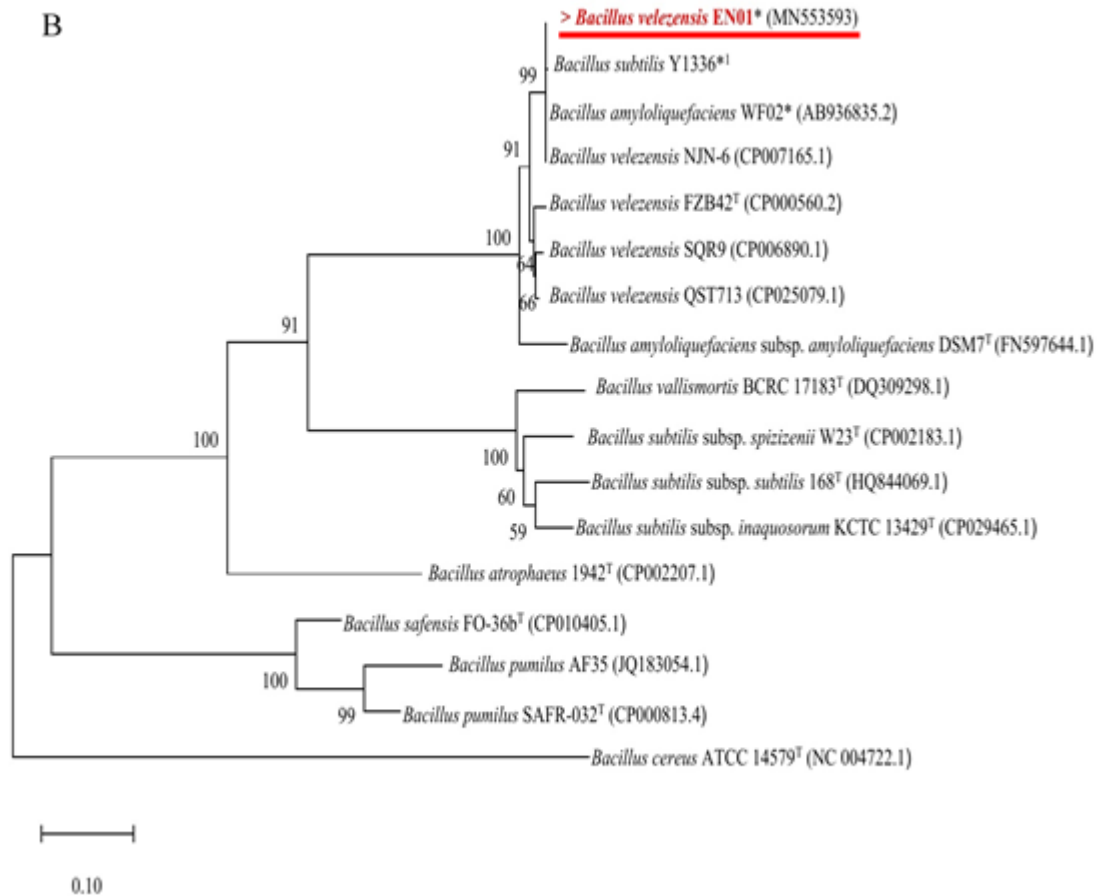 B
> Bacillus velezensis EN01* (MN553593)
Bacillus subtilis Y1336*¹
99
Bacillus amyloliquefaciens WF02* (AB936835.2)
91
Bacillus velezensis NJN-6 (CP007165.1)
Bacillus velezensis FZB42ᵀ (CP000560.2)
100
Bacillus velezensis SQR9 (CP006890.1)
64
Bacillus velezensis QST713 (CP025079.1)
66
91
Bacillus amyloliquefaciens subsp. amyloliquefaciens DSM7ᵀ (FN597644.1)
Bacillus vallismortis BCRC 17183ᵀ (DQ309298.1)
100
Bacillus subtilis subsp. spizizenii W23ᵀ (CP002183.1)
100
Bacillus subtilis subsp. subtilis 168ᵀ (HQ844069.1)
60
Bacillus subtilis subsp. inaquosorum KCTC 13429ᵀ (CP029465.1)
59
Bacillus atrophaeus 1942ᵀ (CP002207.1)
Bacillus safensis FO-36bᵀ (CP010405.1)
Bacillus pumilus AF35 (JQ183054.1)
100
Bacillus pumilus SAFR-032ᵀ (CP000813.4)
99
Bacillus cereus ATCC 14579ᵀ (NC 004722.1)
0.10